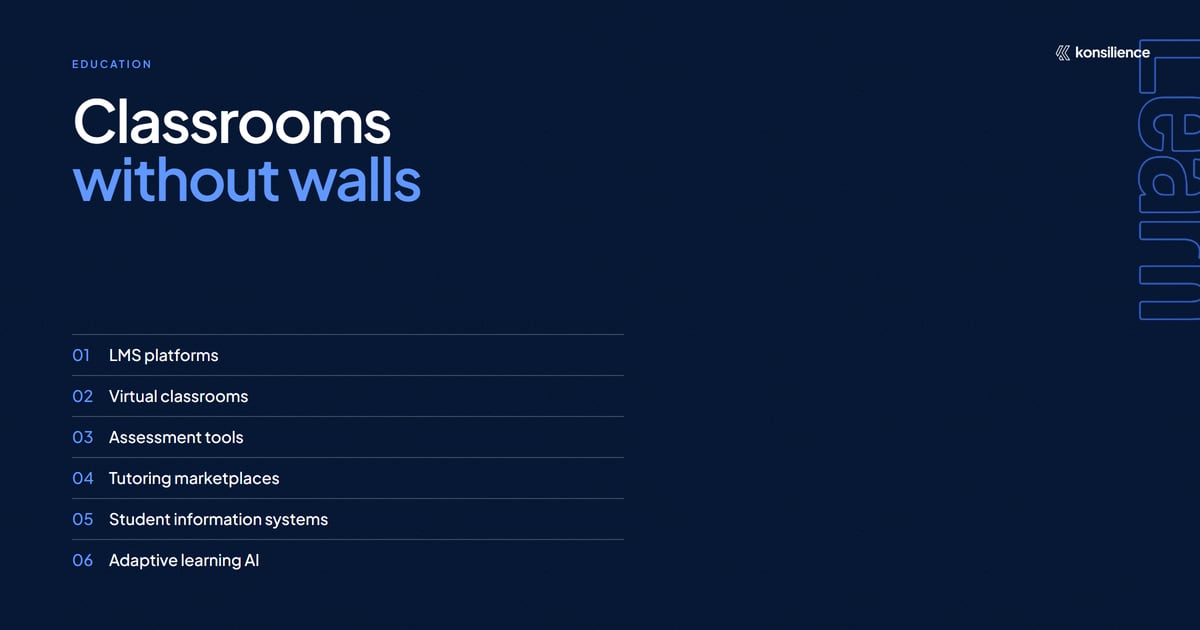 EDUCATION
konsilience
Classrooms
without walls
Learn
01 LMS platforms
02 Virtual classrooms
03 Assessment tools
04 Tutoring marketplaces
05 Student information systems
06 Adaptive learning AI